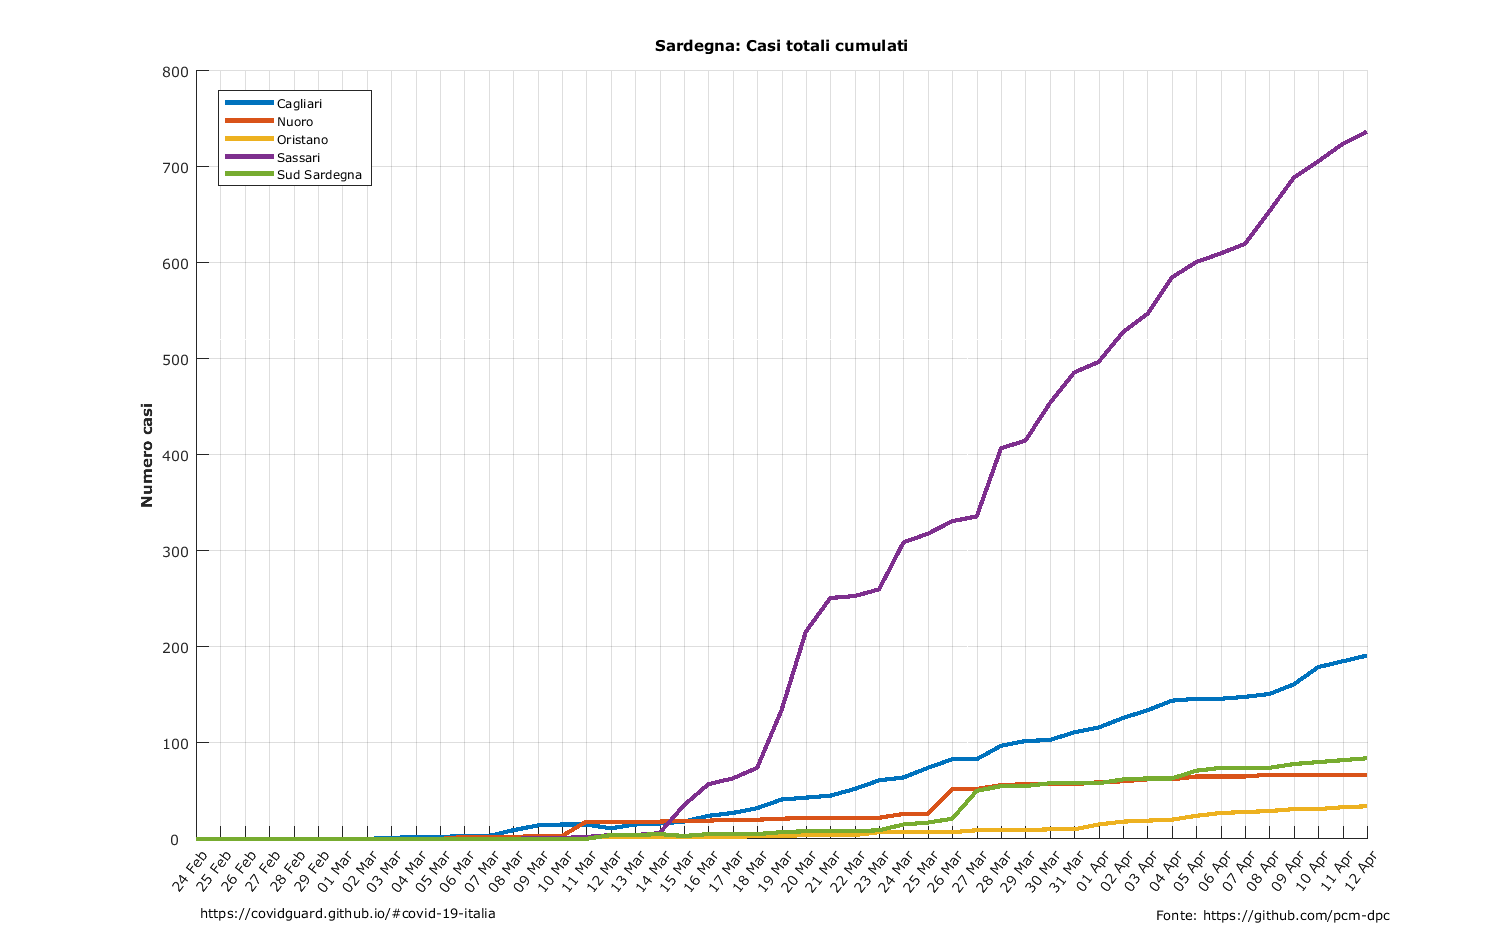 Sardegna: Casi totali cumulati
Numero casi
800
700
600
500
400
300
200
100
0
Cagliari
Nuoro
Oristano
Sassari
Sud Sardegna
24 Feb
25 Feb
26 Feb
27 Feb
28 Feb
29 Feb
01 Mar
02 Mar
03 Mar
04 Mar
05 Mar
06 Mar
07 Mar
08 Mar
09 Mar
10 Mar
11 Mar
12 Mar
13 Mar
14 Mar
15 Mar
16 Mar
17 Mar
18 Mar
19 Mar
20 Mar
21 Mar
22 Mar
23 Mar
24 Mar
25 Mar
26 Mar
27 Mar
28 Mar
29 Mar
30 Mar
31 Mar
01 Apr
02 Apr
03 Apr
04 Apr
05 Apr
06 Apr
07 Apr
08 Apr
09 Apr
10 Apr
11 Apr
12 Apr
https://covidguard.github.io/#covid-19-italia
Fonte: https://github.com/pcm-dpc